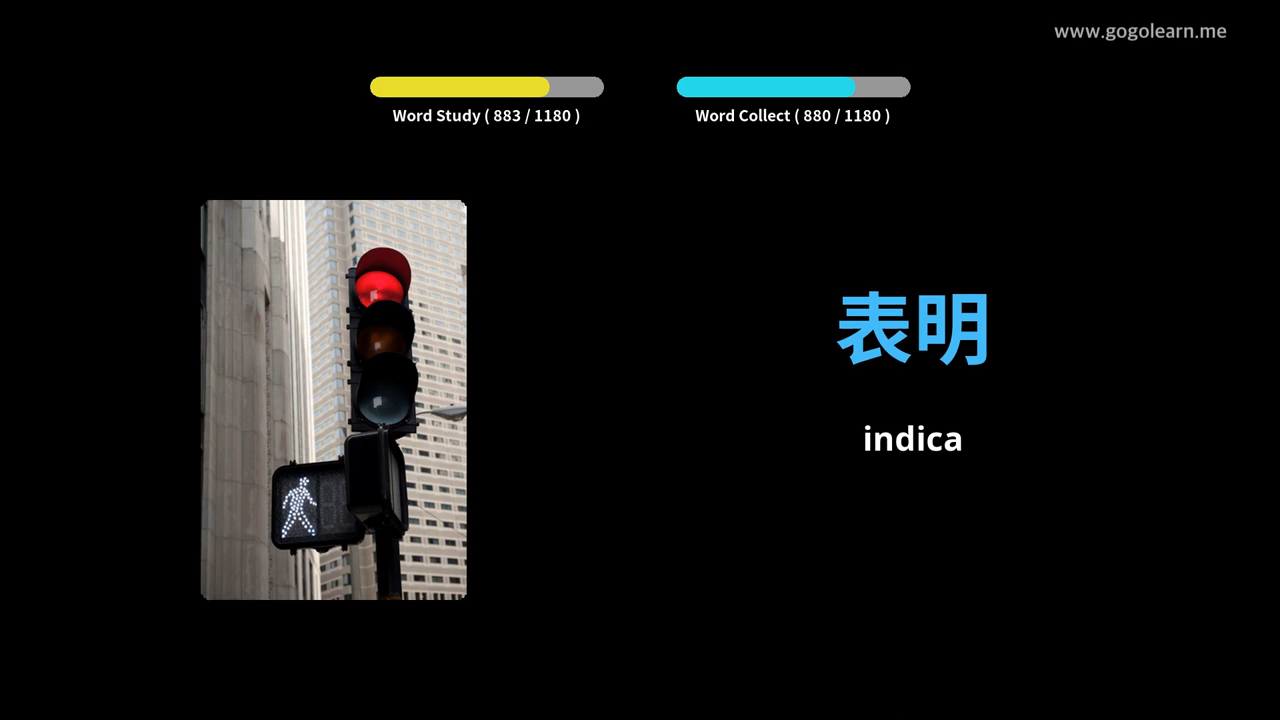 www.gogolearn.me
Word Study ( 883 / 1180 )
Word Collect ( 880 / 1180 )
表明
indica